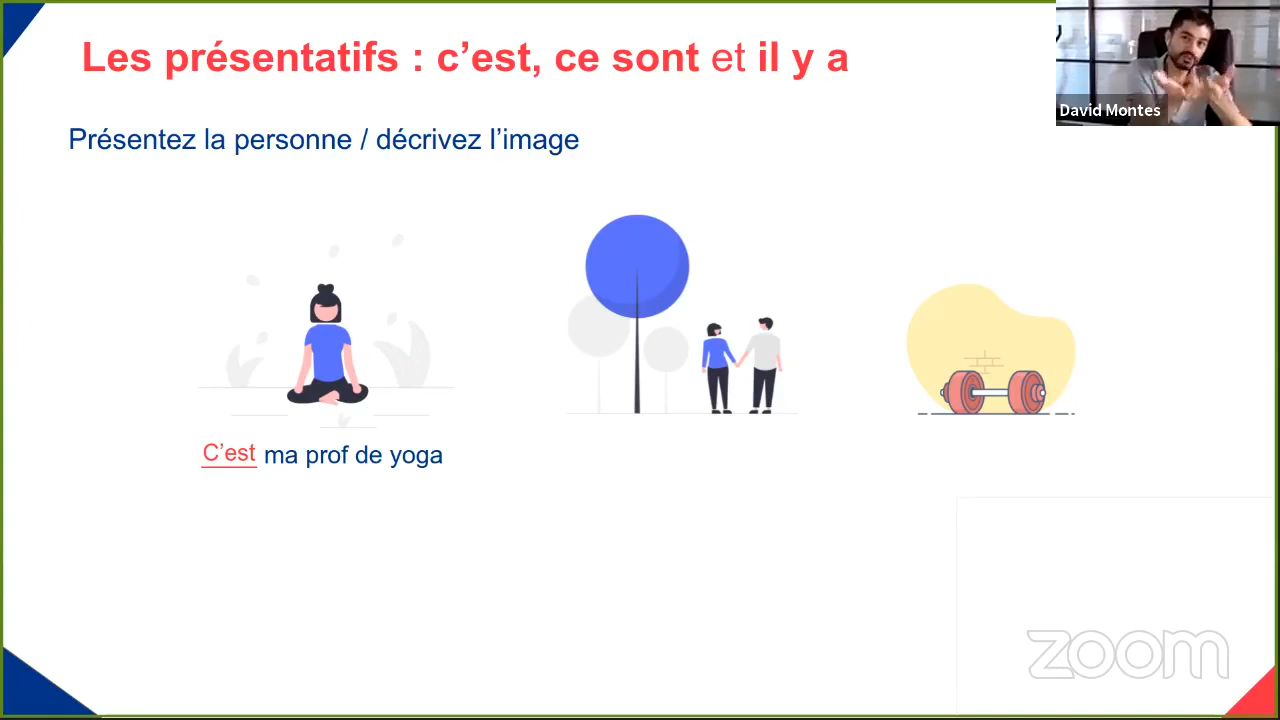 Les présentatifs : c’est, ce sont et il y a
David Montes
Présentez la personne / décrivez l’image
C’est ma prof de yoga
zoom